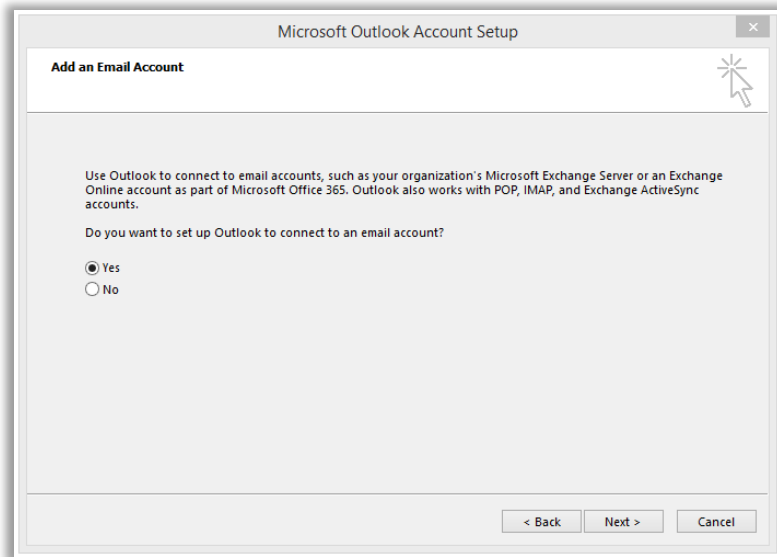 Microsoft Outlook Account Setup
Add an Email Account
Use Outlook to connect to email accounts, such as your organization's Microsoft Exchange Server or an Exchange
Online account as part of Microsoft Office 365. Outlook also works with POP, IMAP, and Exchange ActiveSync
accounts.
Do you want to set up Outlook to connect to an email account?
Yes
No
< Back Next > Cancel